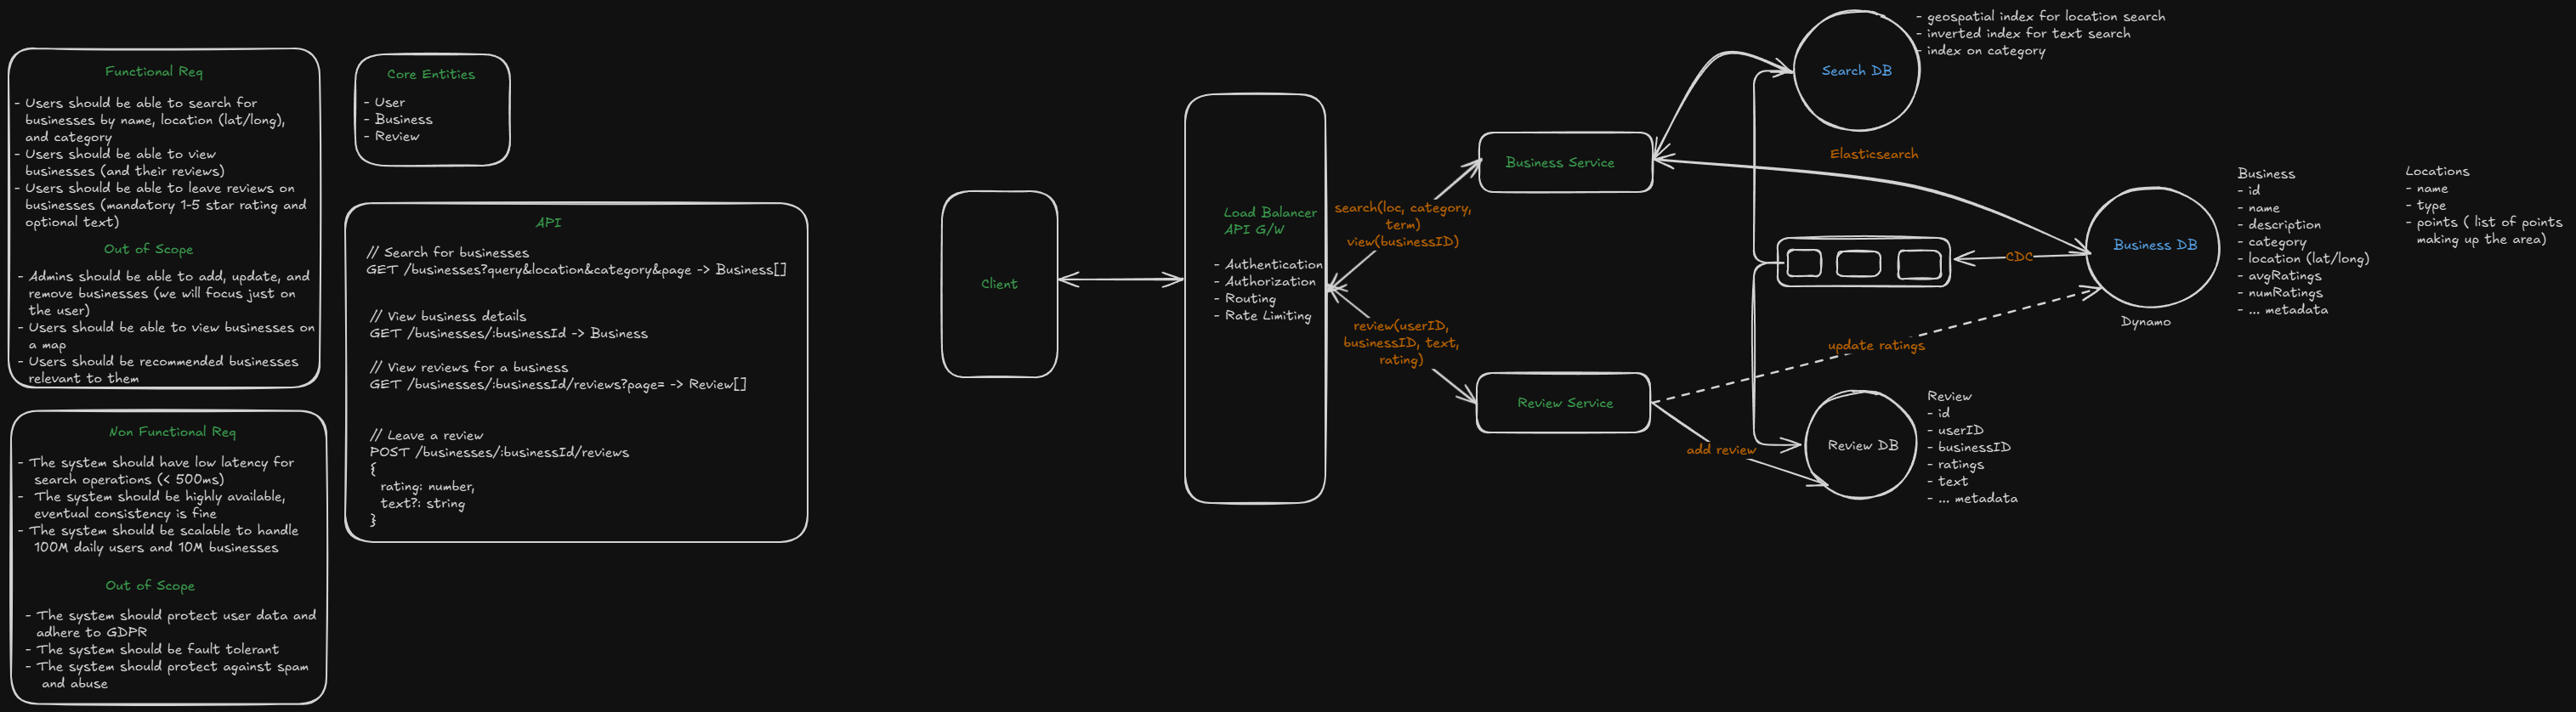 Functional Req
- Users should be able to search for
businesses by name, location (lat/long),
and category
- Users should be able to view
businesses (and their reviews)
- Users should be able to leave reviews on
businesses (mandatory 1-5 star rating and
optional text)
Out of Scope
- Admins should be able to add, update, and
remove businesses (we will focus just on
the user)
- Users should be able to view businesses on
a map
- Users should be recommended businesses
relevant to them
Non Functional Req
- The system should have low latency for
search operations (< 500ms)
- The system should be highly available,
eventual consistency is fine
- The system should be scalable to handle
100M daily users and 10M businesses
Out of Scope
- The system should protect user data and
adhere to GDPR
- The system should be fault tolerant
- The system should protect against spam
and abuse
Core Entities
- User
- Business
- Review
API
// Search for businesses
GET /businesses?query&location&category&page -> Business[]
// View business details
GET /businesses/:businessId -> Business
// View reviews for a business
GET /businesses/:businessId/reviews?page= -> Review[]
// Leave a review
POST /businesses/:businessId/reviews
{
rating: number,
text?: string
}
Client
Load Balancer
API G/W
- Authentication
- Authorization
- Routing
- Rate Limiting
search(loc, category,
term)
view(businessID)
review(userID,
businessID, text,
rating)
Business Service
Review Service
Search DB
- geospatial index for location search
- inverted index for text search
- index on category
Elasticsearch
CDC
update ratings
add review
Business DB
Dynamo
Business
- id
- name
- description
- category
- location (lat/long)
- avgRatings
- numRatings
- ... metadata
Locations
- name
- type
- points ( list of points
making up the area)
Review DB
Review
- id
- userID
- businessID
- ratings
- text
- ... metadata